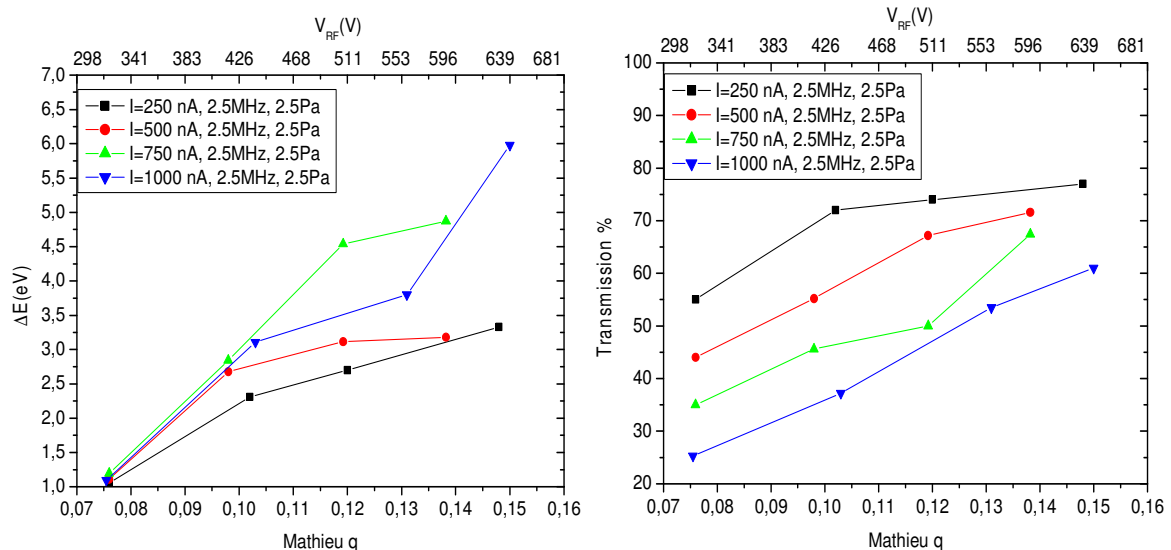 V_RF(V)
298 341 383 426 468 511 553 596 639 681
7,0
6,5
6,0
5,5
5,0
4,5
4,0
3,5
3,0
2,5
2,0
1,5
1,0
ΔE(eV)
I=250 nA, 2.5MHz, 2.5Pa
I=500 nA, 2.5MHz, 2.5Pa
I=750 nA, 2.5MHz, 2.5Pa
I=1000 nA, 2.5MHz, 2.5Pa
0,07 0,08 0,09 0,10 0,11 0,12 0,13 0,14 0,15 0,16
Mathieu q
V_RF(V)
298 341 383 426 468 511 553 596 639 681
100
90
80
70
60
50
40
30
20
Transmission %
I=250 nA, 2.5MHz, 2.5Pa
I=500 nA, 2.5MHz, 2.5Pa
I=750 nA, 2.5MHz, 2.5Pa
I=1000 nA, 2.5MHz, 2.5Pa
0,07 0,08 0,09 0,10 0,11 0,12 0,13 0,14 0,15 0,16
Mathieu q